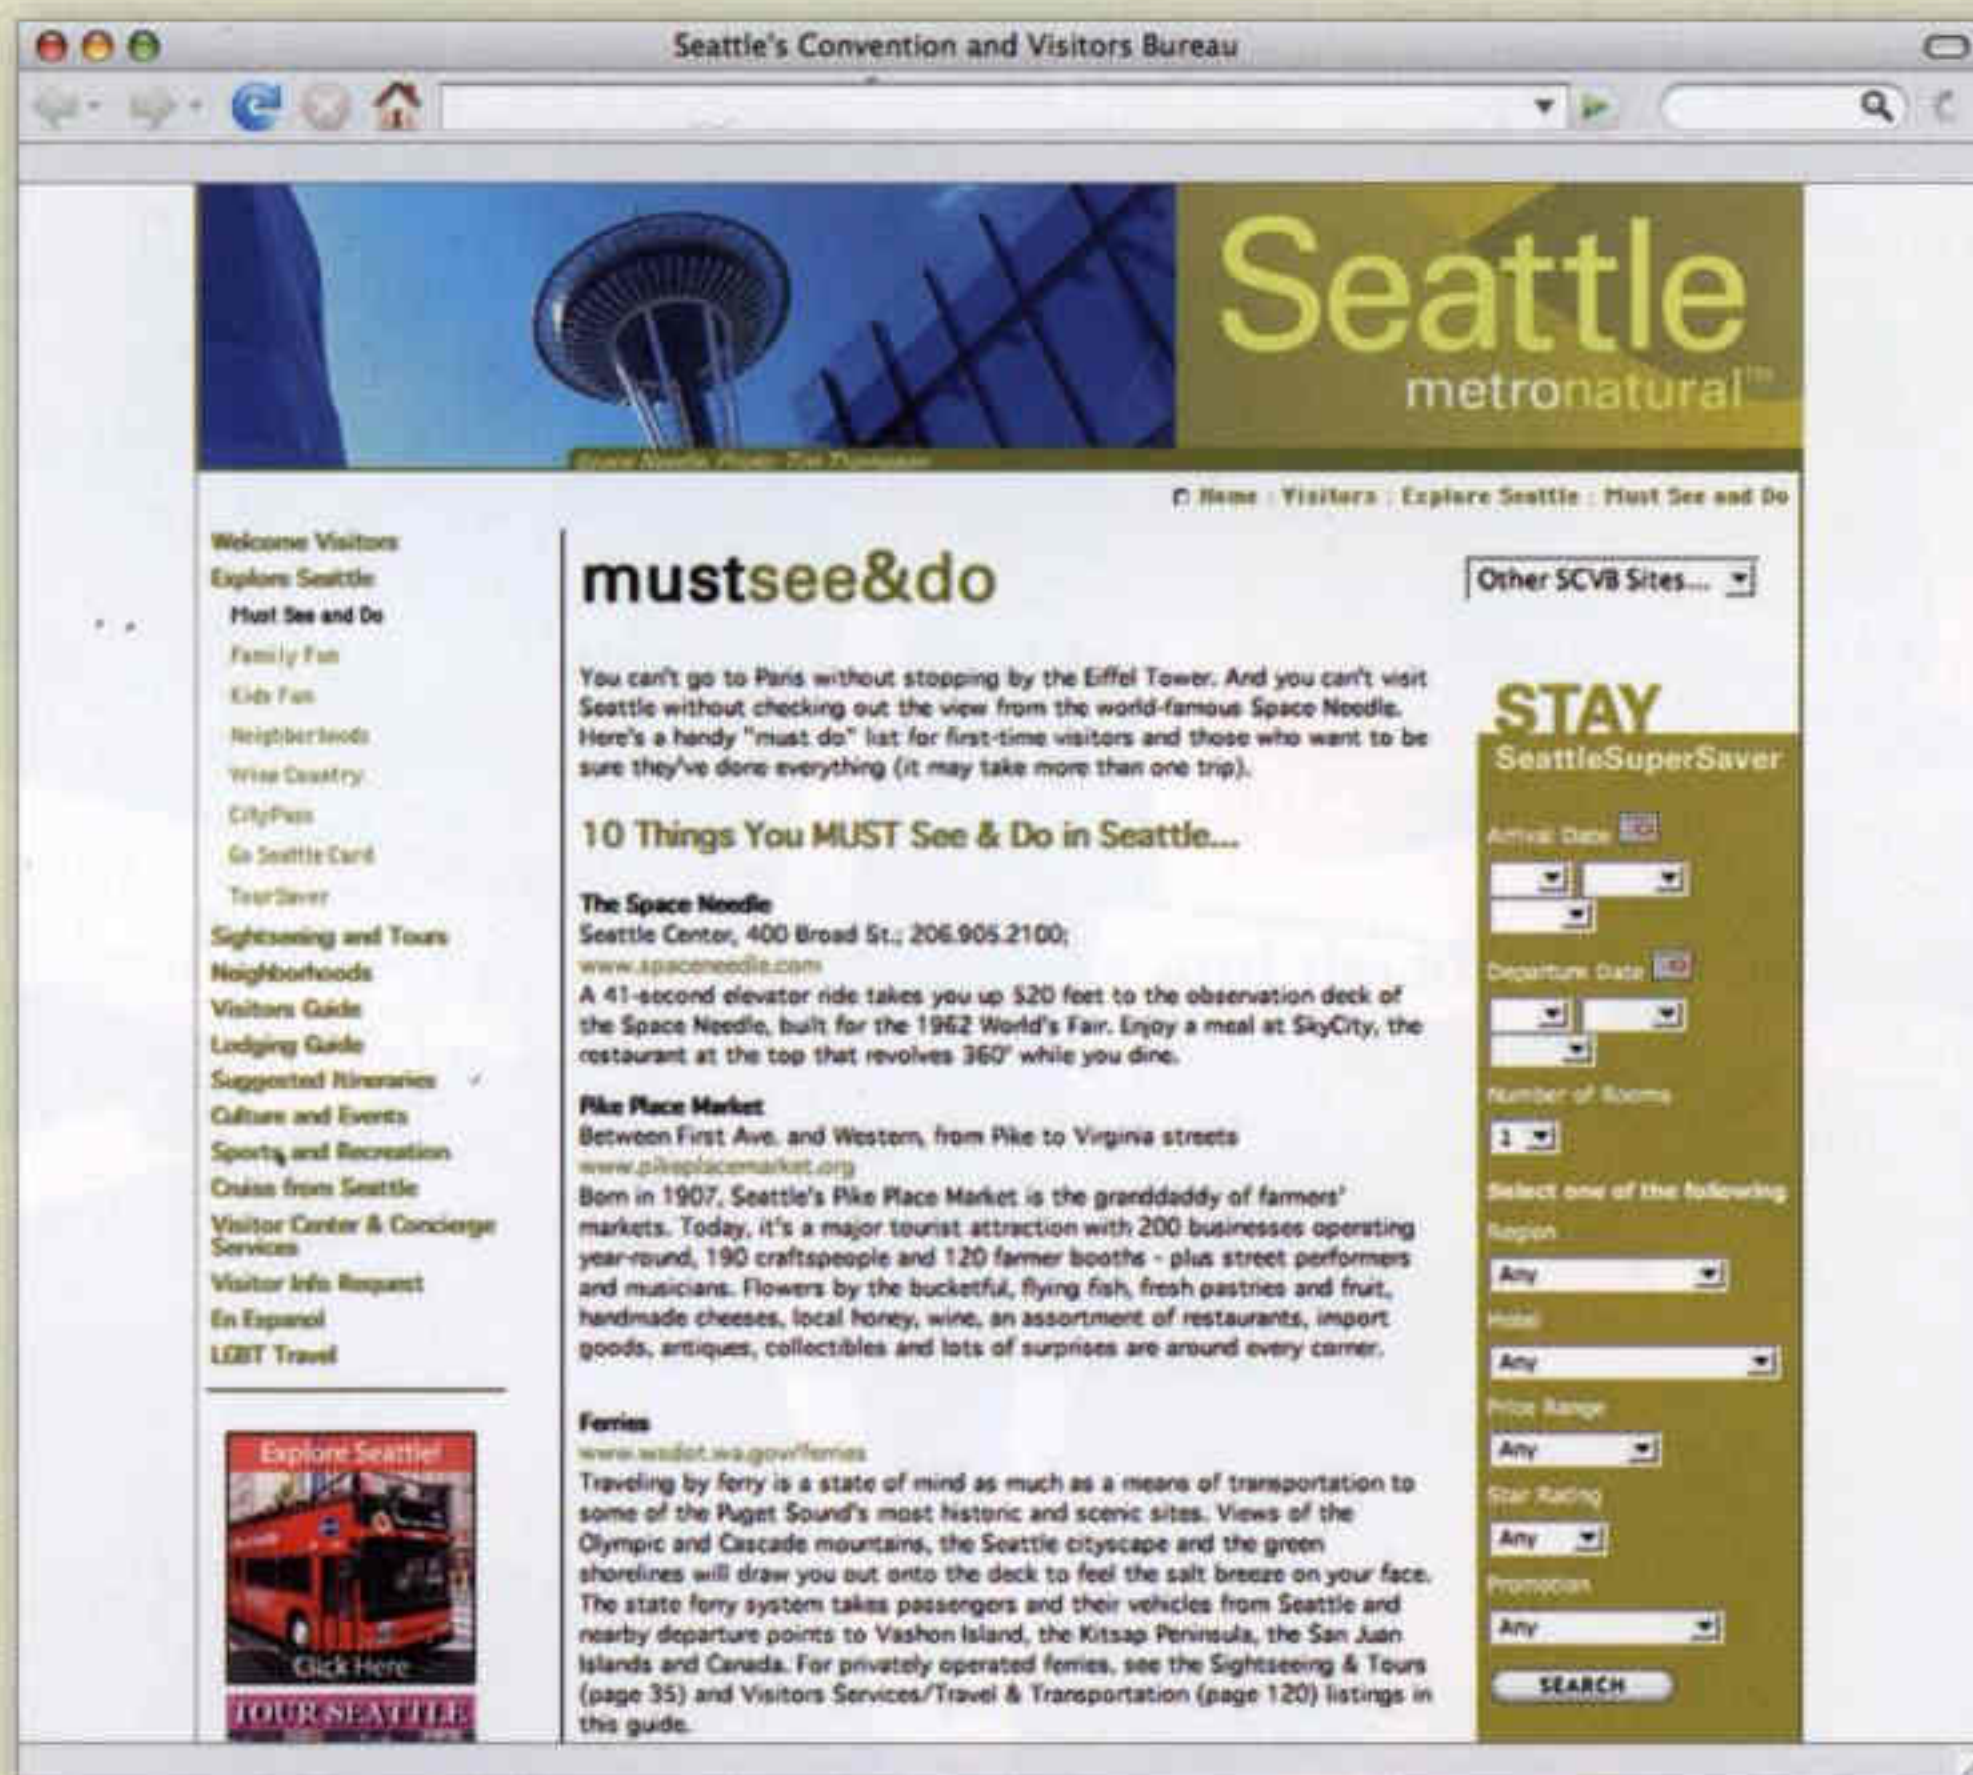 Seattle's Convention and Visitors Bureau
Seattle
metronatural™
Space Needle, Photo: Tim Thompson
Home : Visitors : Explore Seattle : Must See and Do
Welcome Visitors
Explore Seattle
Must See and Do
Family Fun
Kids Fun
Neighborhoods
Wine Country
CityPass
Go Seattle Card
TourSaver
Sightseeing and Tours
Neighborhoods
Visitors Guide
Lodging Guide
Suggested Itineraries
Culture and Events
Sports and Recreation
Cruise from Seattle
Visitor Center & Concierge
Services
Visitor Info Request
En Espanol
LGBT Travel
Explore Seattle!
Click Here
TOUR SEATTLE
mustsee&do
You can't go to Paris without stopping by the Eiffel Tower. And you can't visit
Seattle without checking out the view from the world-famous Space Needle.
Here's a handy "must do" list for first-time visitors and those who want to be
sure they've done everything (it may take more than one trip).
10 Things You MUST See & Do in Seattle...
The Space Needle
Seattle Center, 400 Broad St.; 206.905.2100;
www.spaceneedle.com
A 41-second elevator ride takes you up 520 feet to the observation deck of
the Space Needle, built for the 1962 World's Fair. Enjoy a meal at SkyCity, the
restaurant at the top that revolves 360° while you dine.
Pike Place Market
Between First Ave. and Western, from Pike to Virginia streets
www.pikeplacemarket.org
Born in 1907, Seattle's Pike Place Market is the granddaddy of farmers'
markets. Today, it's a major tourist attraction with 200 businesses operating
year-round, 190 craftspeople and 120 farmer booths - plus street performers
and musicians. Flowers by the bucketful, flying fish, fresh pastries and fruit,
handmade cheeses, local honey, wine, an assortment of restaurants, import
goods, antiques, collectibles and lots of surprises are around every corner.
Ferries
www.wsdot.wa.gov/ferries
Traveling by ferry is a state of mind as much as a means of transportation to
some of the Puget Sound's most historic and scenic sites. Views of the
Olympic and Cascade mountains, the Seattle cityscape and the green
shorelines will draw you out onto the deck to feel the salt breeze on your face.
The state ferry system takes passengers and their vehicles from Seattle and
nearby departure points to Vashon Island, the Kitsap Peninsula, the San Juan
Islands and Canada. For privately operated ferries, see the Sightseeing & Tours
(page 35) and Visitors Services/Travel & Transportation (page 120) listings in
this guide.
Other SCVB Sites....
STAY
SeattleSuperSaver
Arrival Date
Departure Date
Number of Rooms
1
Select one of the following
Region
Any
Hotel
Any
Price Range
Any
Star Rating
Any
Promotion
Any
SEARCH